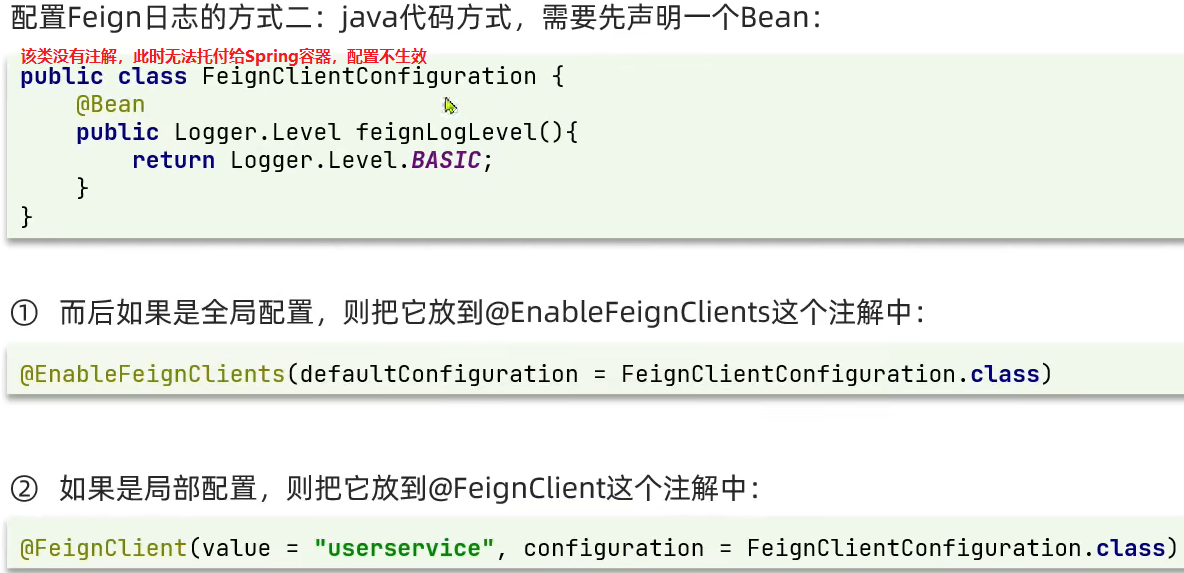 配置Feign日志的方式二：java代码方式，需要先声明一个Bean：
该类没有注解，此时无法托付给Spring容器，配置不生效
public class FeignClientConfiguration {
    @Bean
    public Logger.Level feignLogLevel(){
        return Logger.Level.BASIC;
    }
}
① 而后如果是全局配置，则把它放到@EnableFeignClients这个注解中：
@EnableFeignClients(defaultConfiguration = FeignClientConfiguration.class)
② 如果是局部配置，则把它放到@FeignClient这个注解中：
@FeignClient(value = "userservice", configuration = FeignClientConfiguration.class)